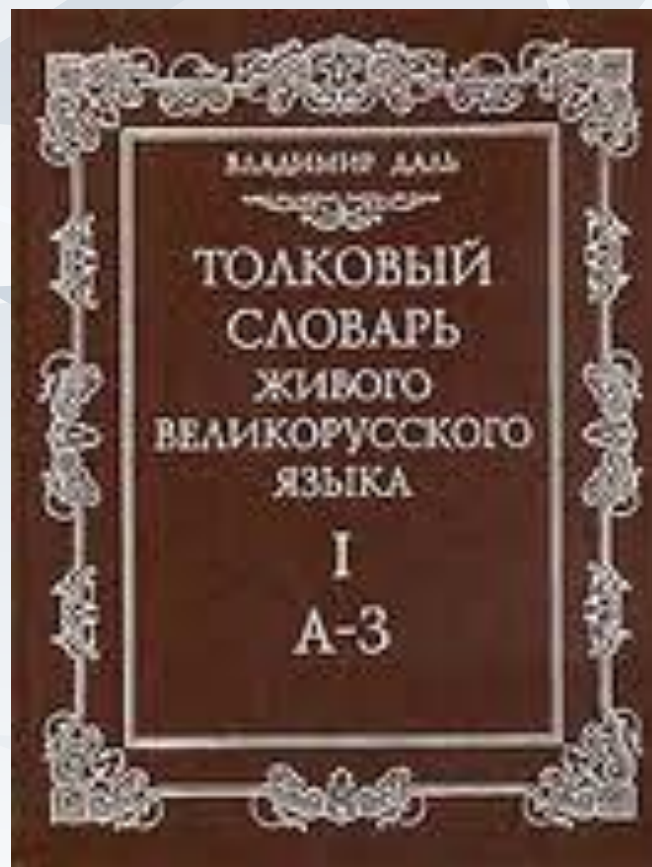 ВЛАДИМИР ДАЛЬ
ТОЛКОВЫЙ
СЛОВАРЬ
ЖИВОГО
ВЕЛИКОРУССКОГО
ЯЗЫКА
I
А-З